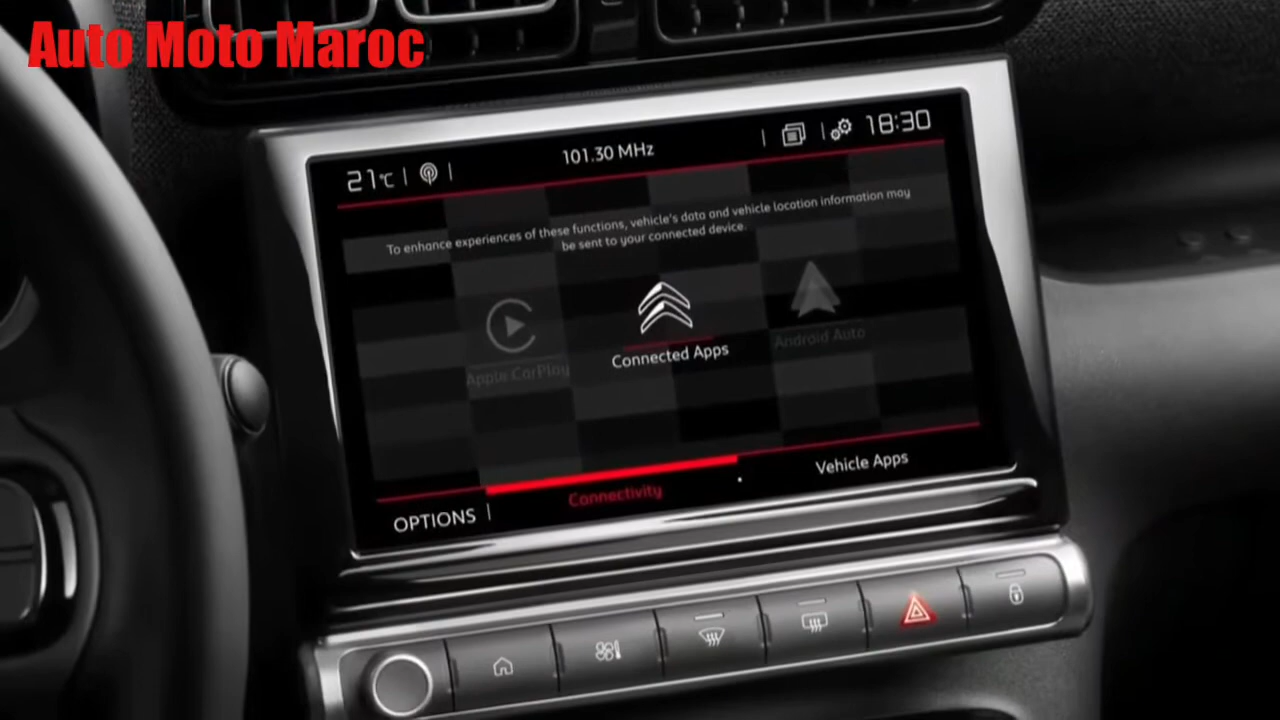 Auto Moto Maroc
21°C
101.30 MHz
18:30
To enhance experiences of these functions, vehicle's data and vehicle location information may
be sent to your connected device.
Apple CarPlay
Connected Apps
Android Auto
OPTIONS
Connectivity
Vehicle Apps